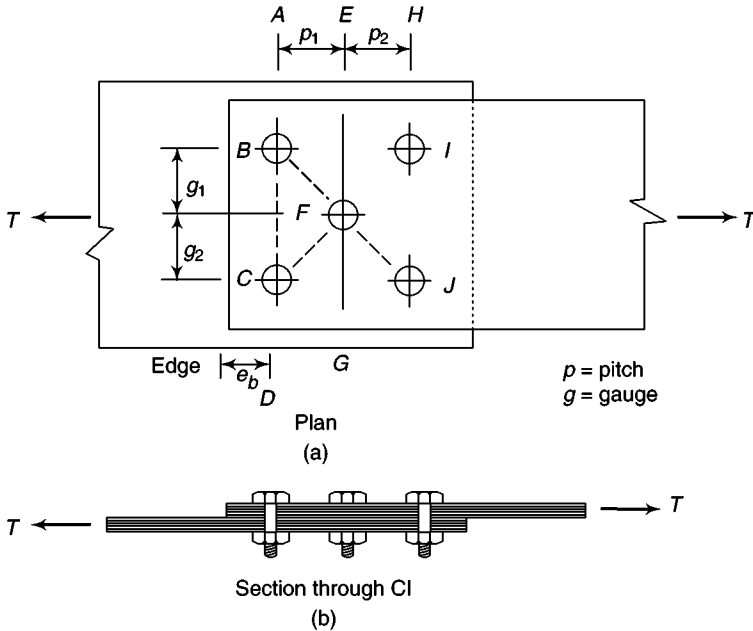 A E H
p1 p2
B I
g1
T F T
g2
C J
Edge eb G
D
p = pitch
g = gauge
Plan
(a)
T T
Section through CI
(b)